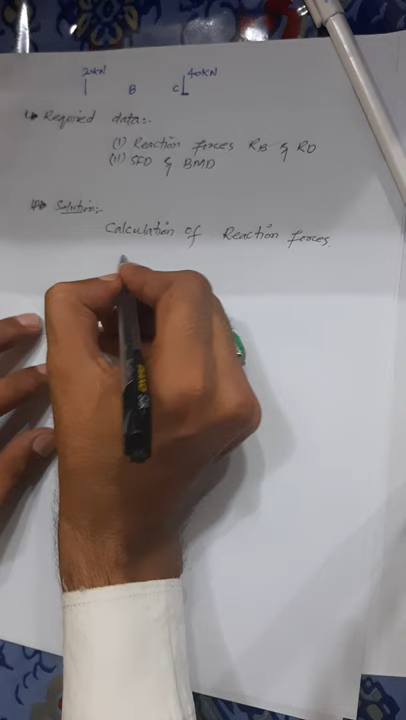 20KN 40KN
B C
Required data:-
(i) Reaction forces RB & RD
(ii) SFD & BMD
Solution:-
Calculation of Reaction forces.